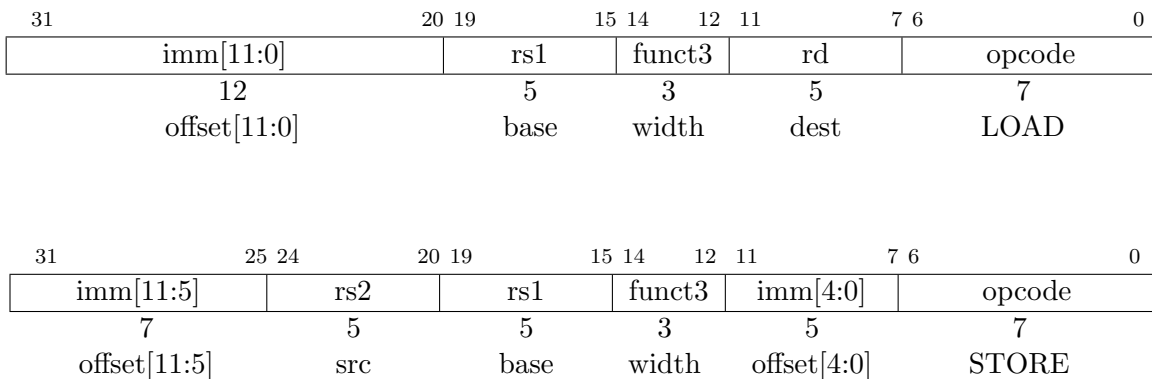 31 20 19 15 14 12 11 7 6 0
imm[11:0] rs1 funct3 rd opcode
12 5 3 5 7
offset[11:0] base width dest LOAD
31 25 24 20 19 15 14 12 11 7 6 0
imm[11:5] rs2 rs1 funct3 imm[4:0] opcode
7 5 5 3 5 7
offset[11:5] src base width offset[4:0] STORE